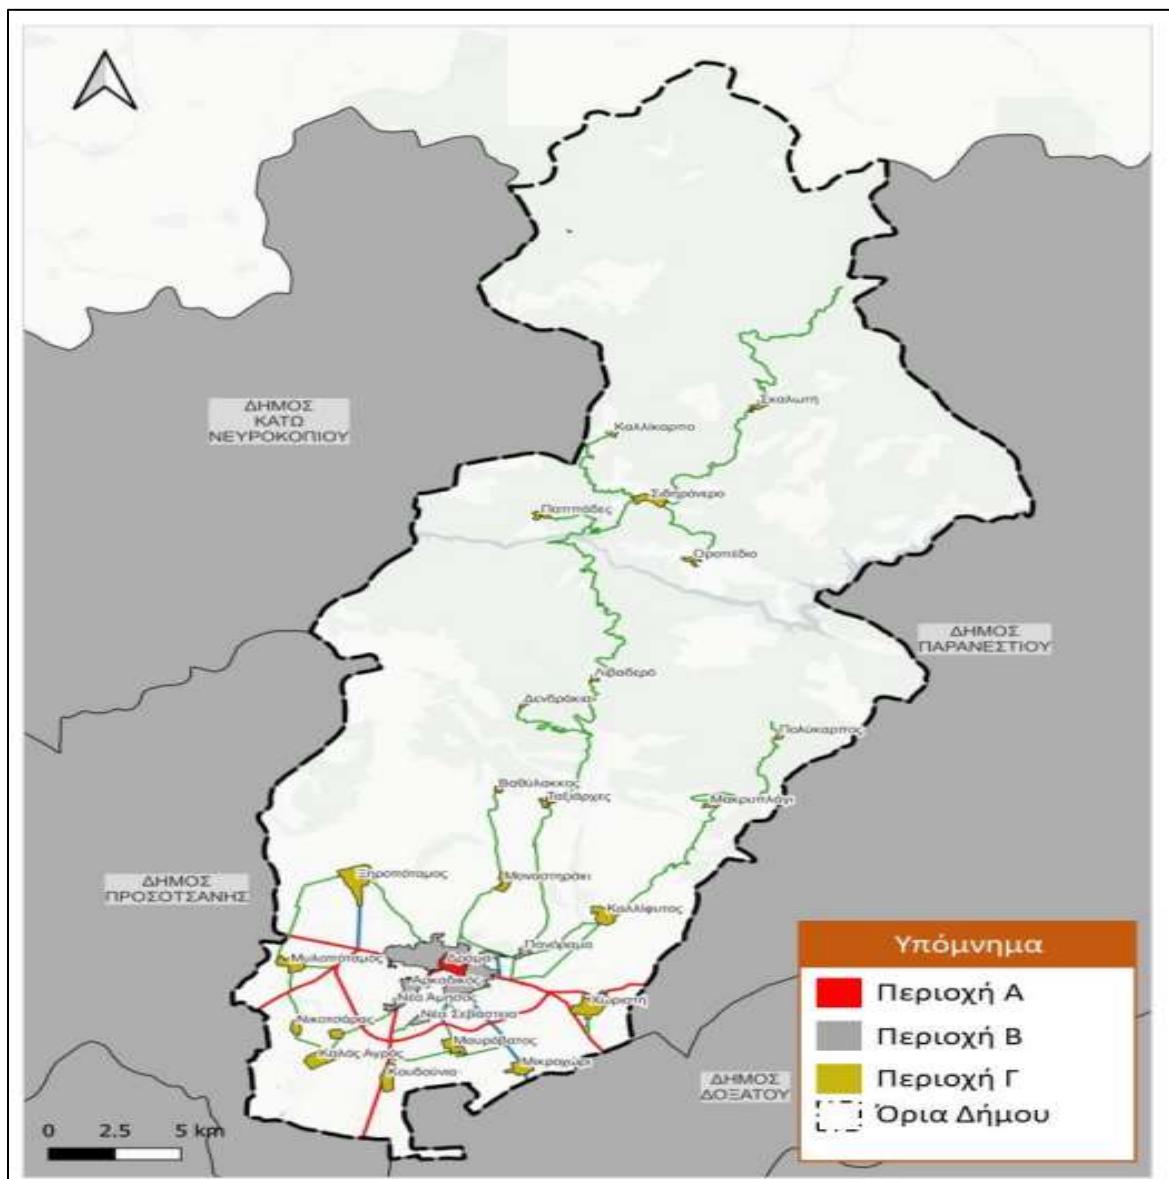 ΔΗΜΟΣ
ΚΑΤΩ
ΝΕΥΡΟΚΟΠΙΟΥ
Σκαλωτή
Καλλίκαρπο
Σιδηρόνερο
Παππάδες
Οροπέδιο
ΔΗΜΟΣ
ΠΑΡΑΝΕΣΤΙΟΥ
Λιβαδερό
Δενδράκια
Πολύκαρπος
Βαθύλακκος
Ταξιάρχες
Μακρυπλάγι
Ξηροπόταμος
Μοναστηράκι
ΔΗΜΟΣ
ΠΡΟΣΟΤΣΑΝΗΣ
Καλλίφυτος
Πανόραμα
Μυλοπόταμος
Δράμα
Αρκαδικός
Νέα Αμισός
Χωριστή
Νικοτσάρας
Νέα Σεβάστεια
Μαυρόβατος
Καλός Αγρός
Κουδούνια
Μικροχώρι
ΔΗΜΟΣ
ΔΟΞΑΤΟΥ
Υπόμνημα
Περιοχή Α
Περιοχή Β
Περιοχή Γ
Όρια Δήμου
0 2.5 5 km